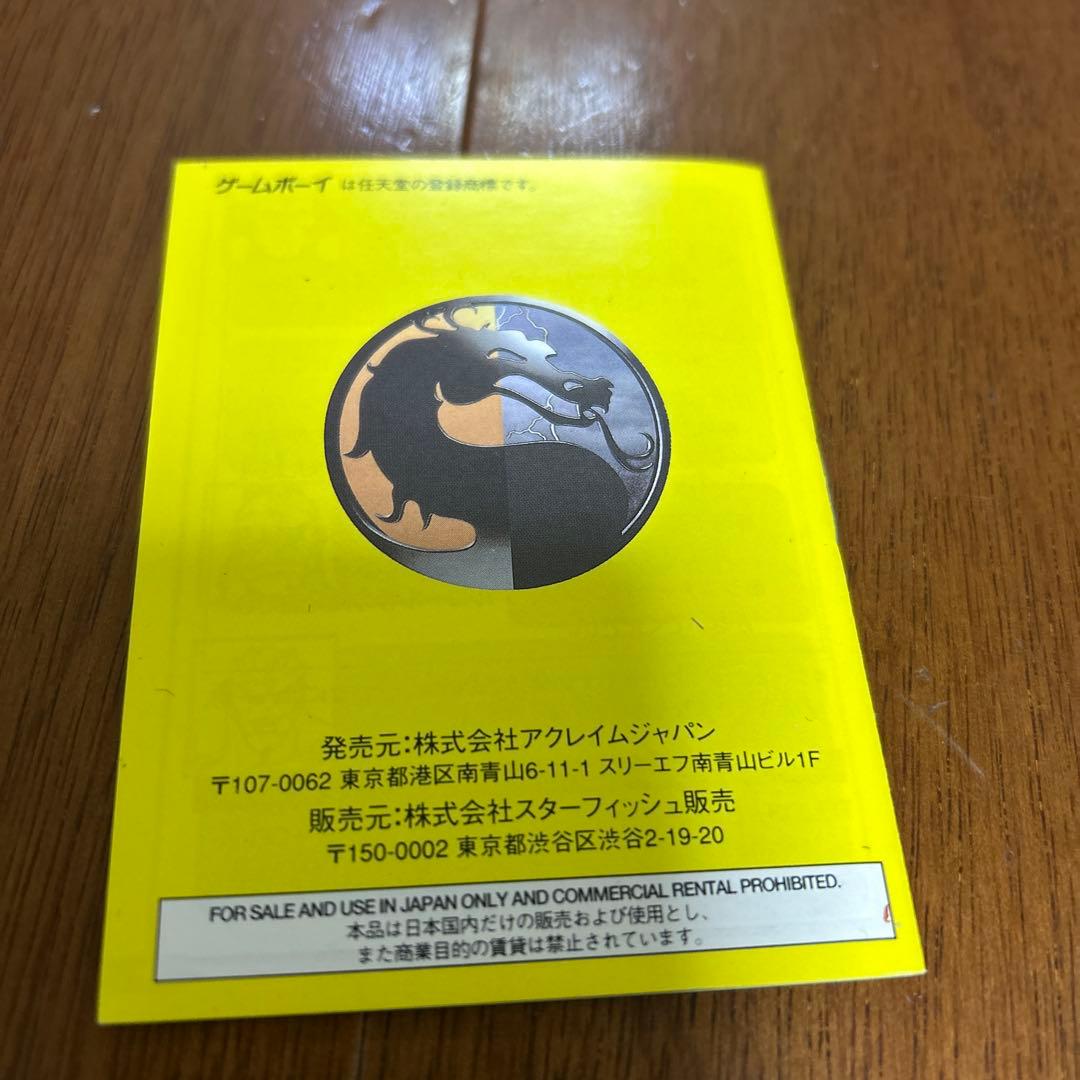 ゲームボーイ は任天堂の登録商標です。
発売元:株式会社アクレイムジャパン
〒107-0062 東京都港区南青山6-11-1 スリーエフ南青山ビル1F
販売元:株式会社スターフィッシュ販売
〒150-0002 東京都渋谷区渋谷2-19-20
FOR SALE AND USE IN JAPAN ONLY AND COMMERCIAL RENTAL PROHIBITED.
本品は日本国内だけの販売および使用とし、
また商業目的の賃貸は禁止されています。